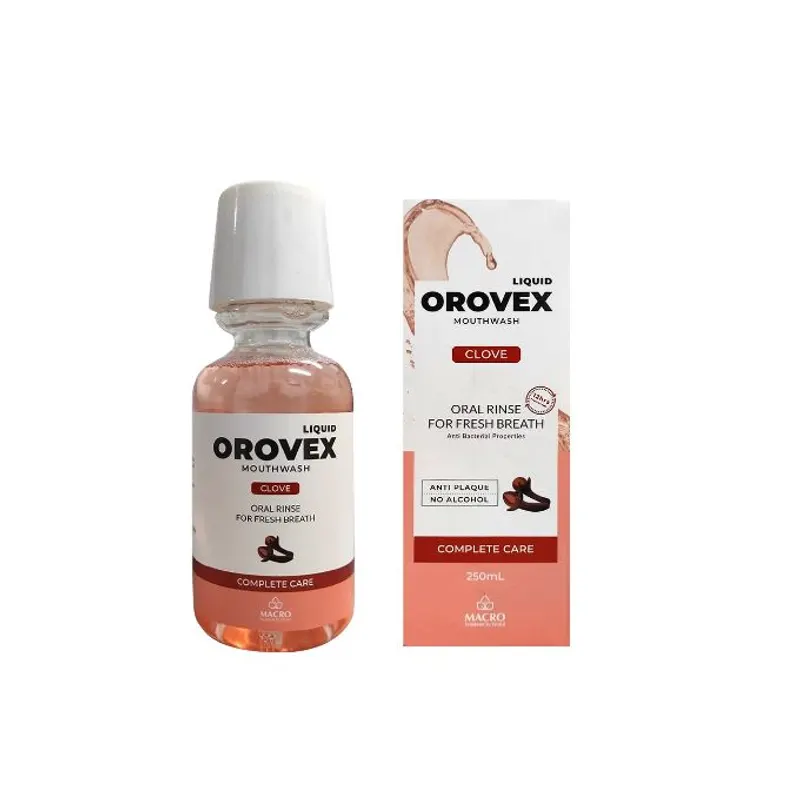 LIQUID
OROVEX
MOUTHWASH
CLOVE
ORAL RINSE
FOR FRESH BREATH
COMPLETE CARE
MACRO
LIQUID
OROVEX
MOUTHWASH
CLOVE
12hrs
ORAL RINSE
FOR FRESH BREATH
Anti Bacterial Properties
ANTI PLAQUE
NO ALCOHOL
COMPLETE CARE
250mL
MACRO